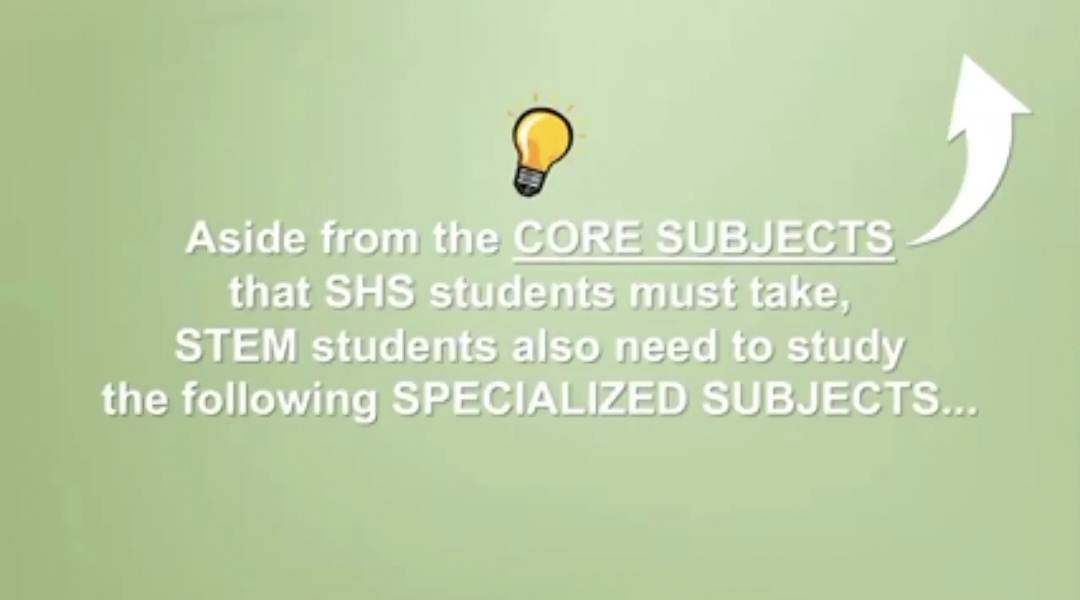 Aside from the CORE SUBJECTS
that SHS students must take,
STEM students also need to study
the following SPECIALIZED SUBJECTS...